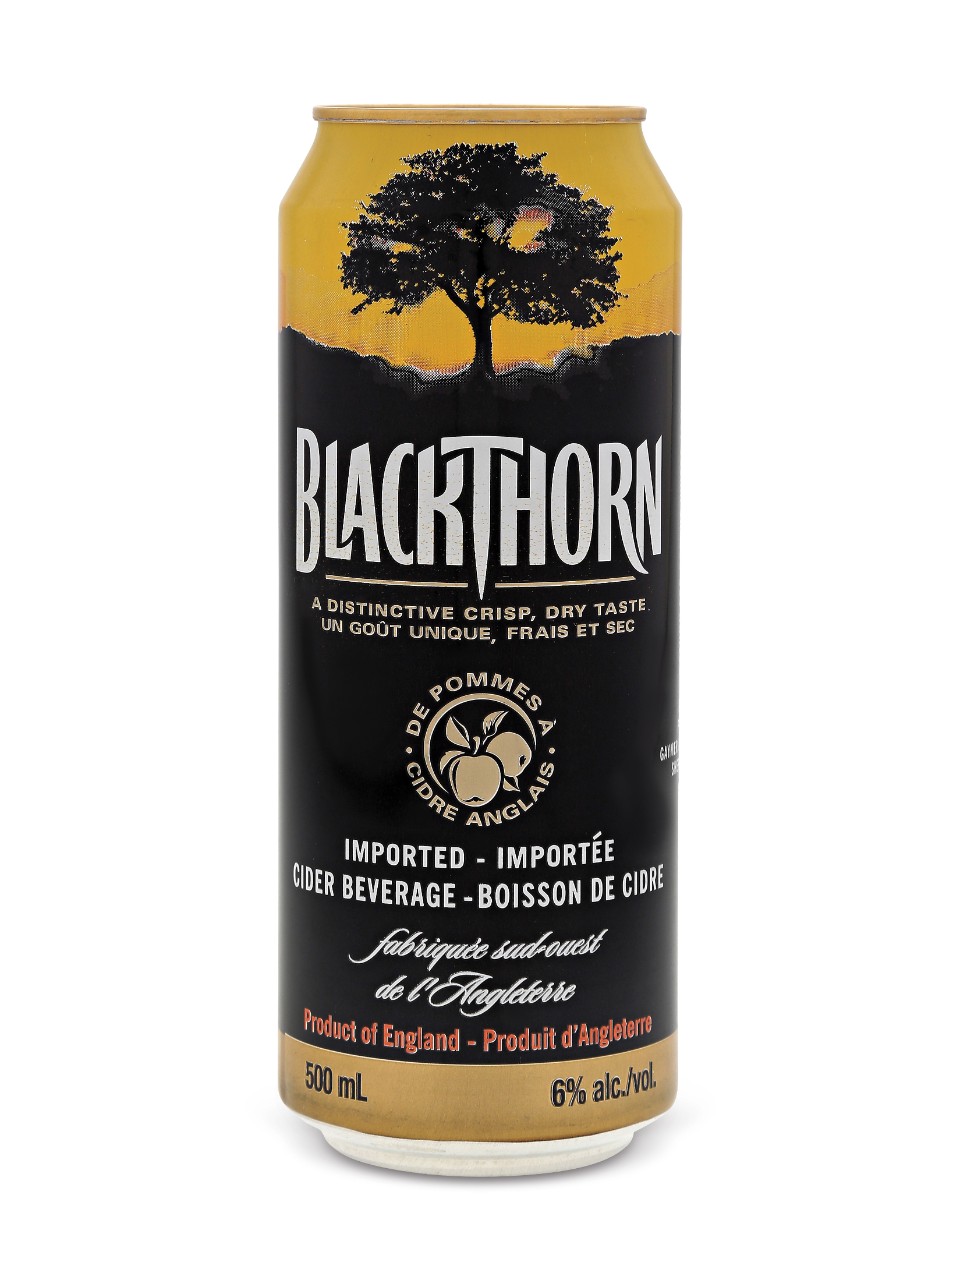 BLACKTHORN
A DISTINCTIVE CRISP, DRY TASTE
UN GOÛT UNIQUE, FRAIS ET SEC
DE POMMES À
CIDRE ANGLAIS
IMPORTED - IMPORTÉE
CIDER BEVERAGE - BOISSON DE CIDRE
fabriquée sud-ouest
de l'Angleterre
Product of England - Produit d'Angleterre
500 mL
6% alc./vol.